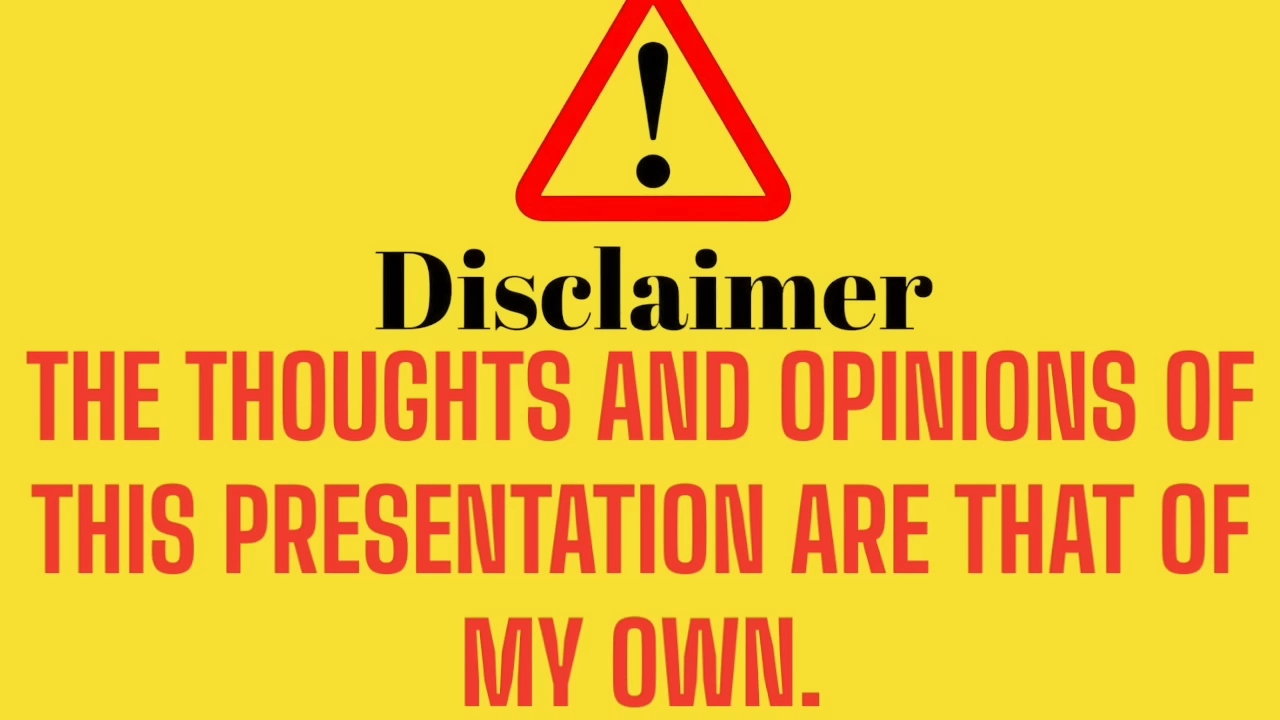 Disclaimer
THE THOUGHTS AND OPINIONS OF
THIS PRESENTATION ARE THAT OF
MY OWN.